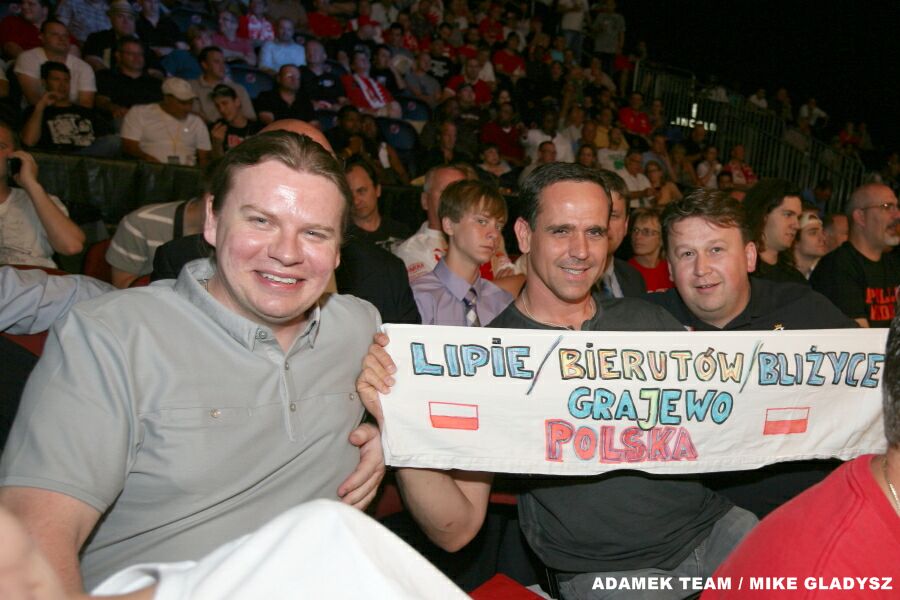 LIPIE/BIERUTÓW/BLIŻYCE
GRAJEWO
POLSKA
ADAMEK TEAM / MIKE GLADYSZ